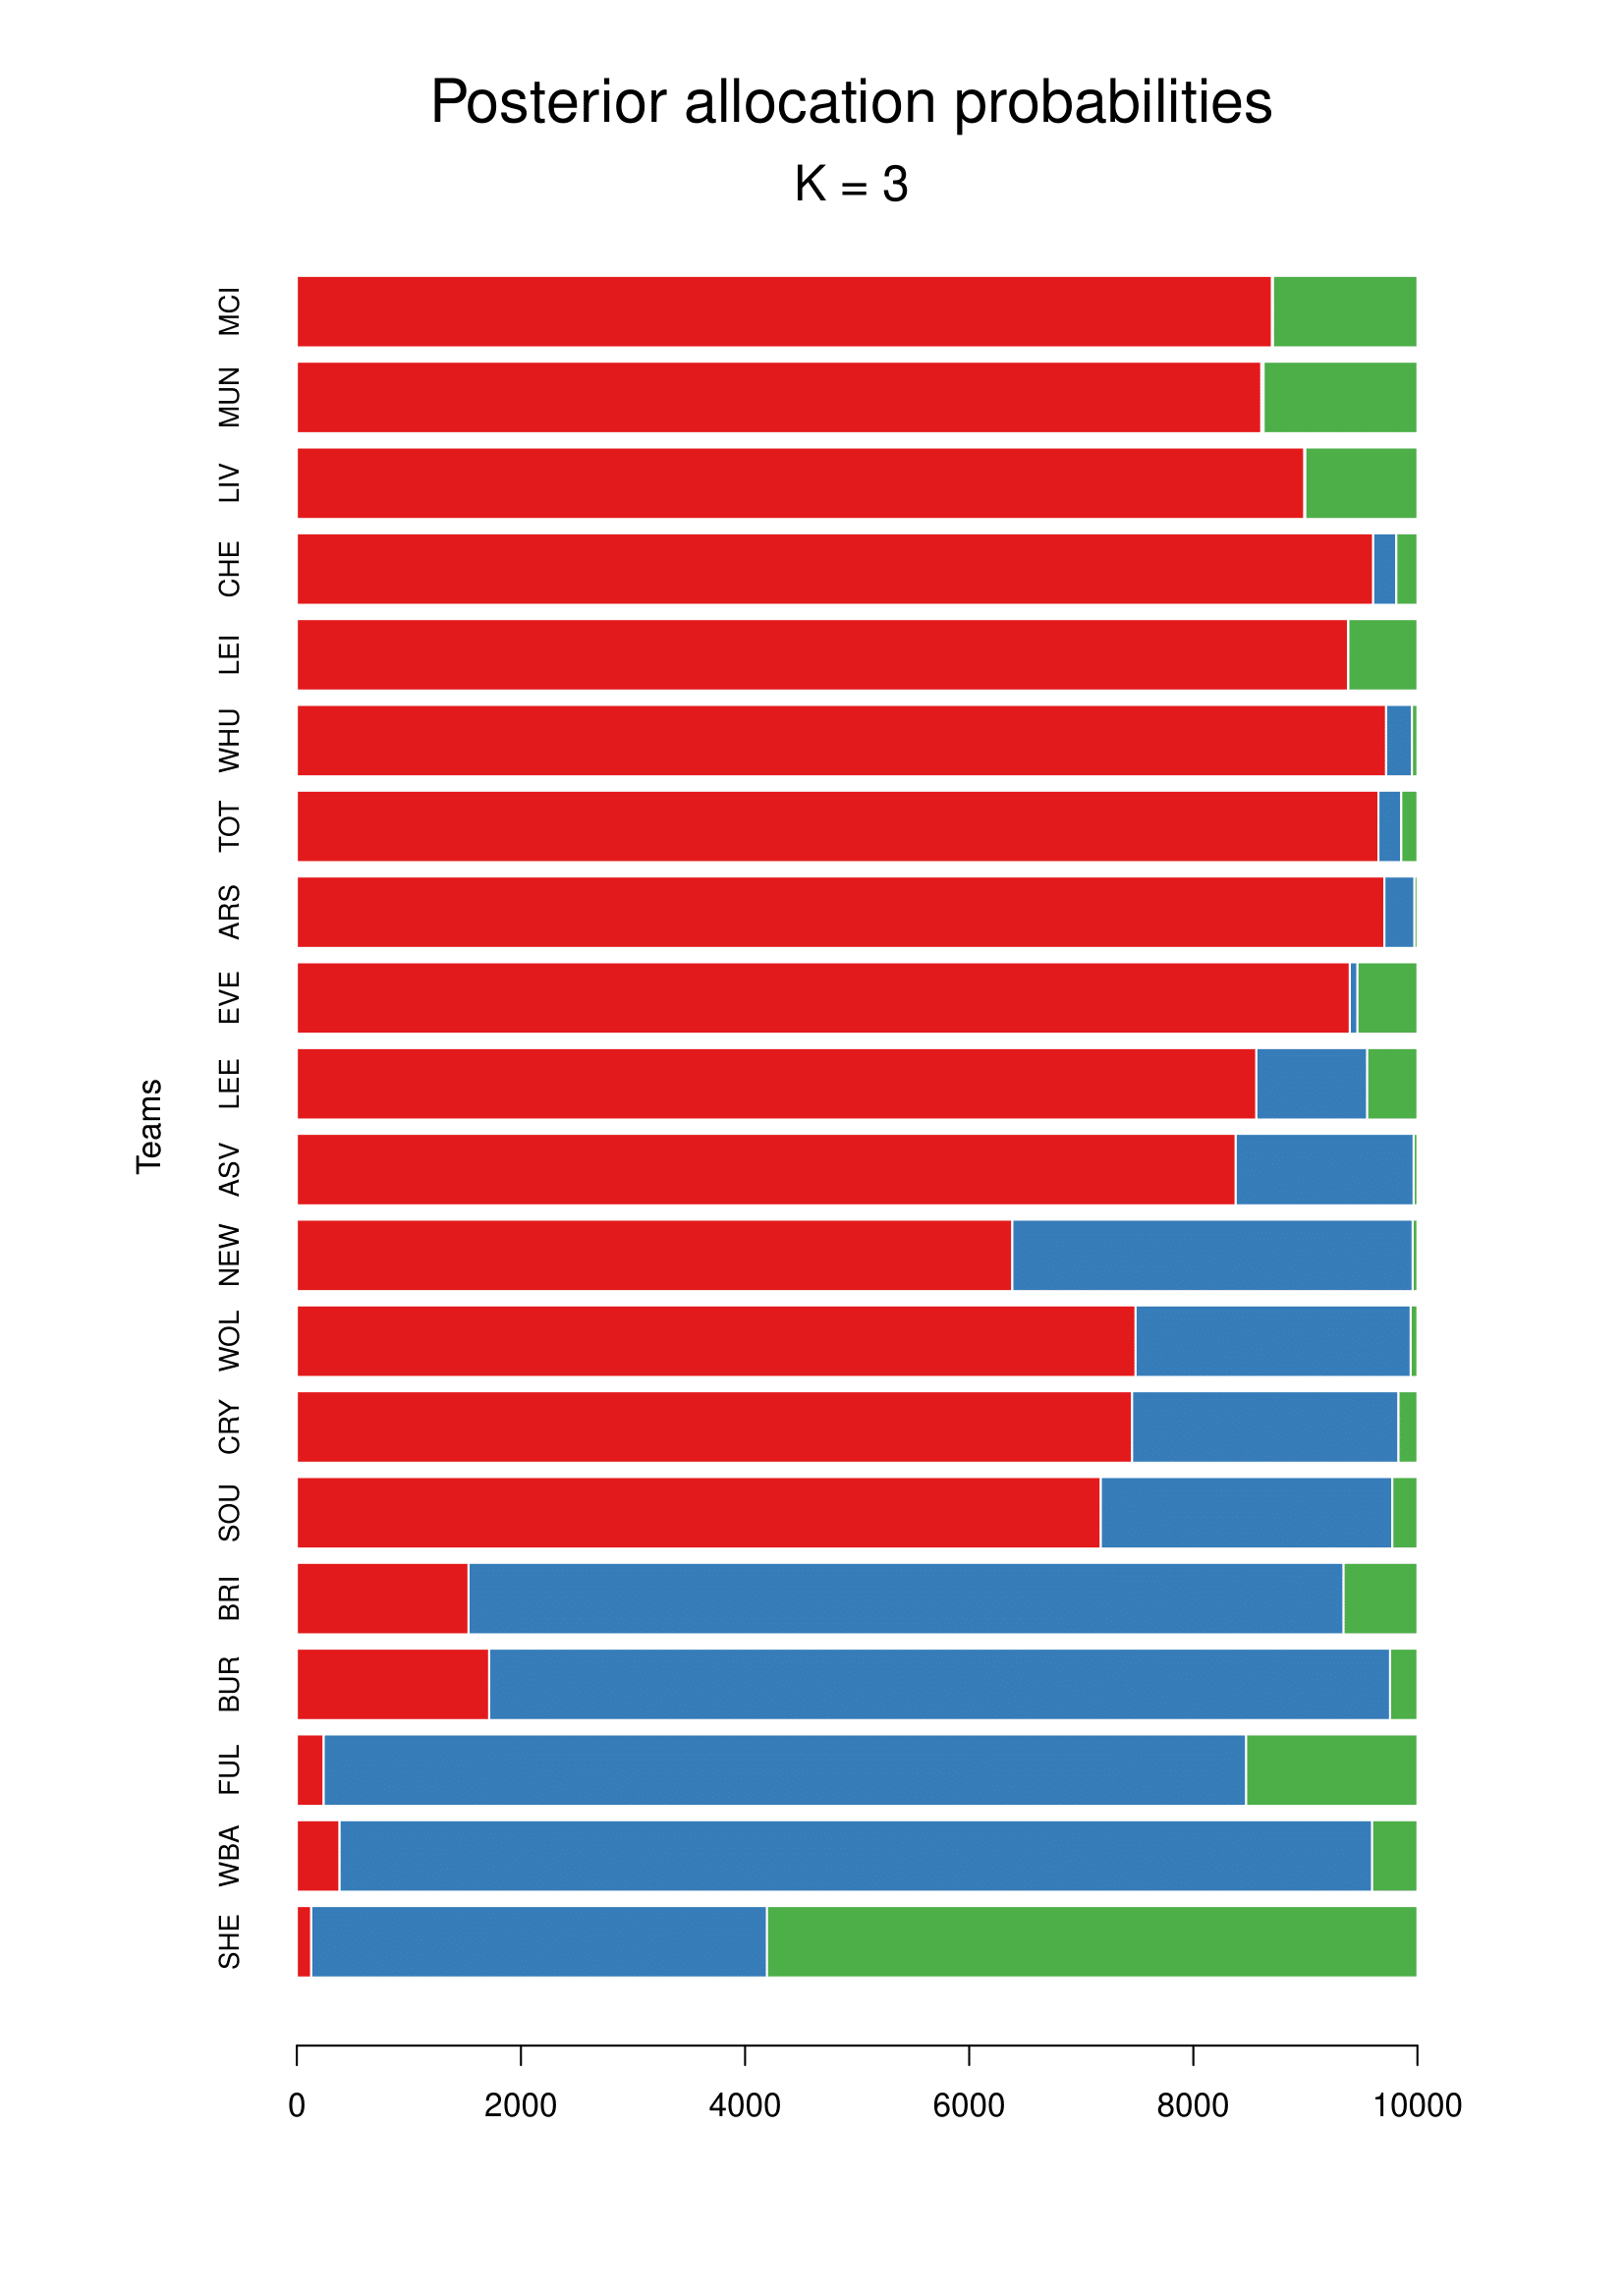 Posterior allocation probabilities
K = 3
Teams
MCI
MUN
LIV
CHE
LEI
WHU
TOT
ARS
EVE
LEE
ASV
NEW
WOL
CRY
SOU
BRI
BUR
FUL
WBA
SHE
0 2000 4000 6000 8000 10000